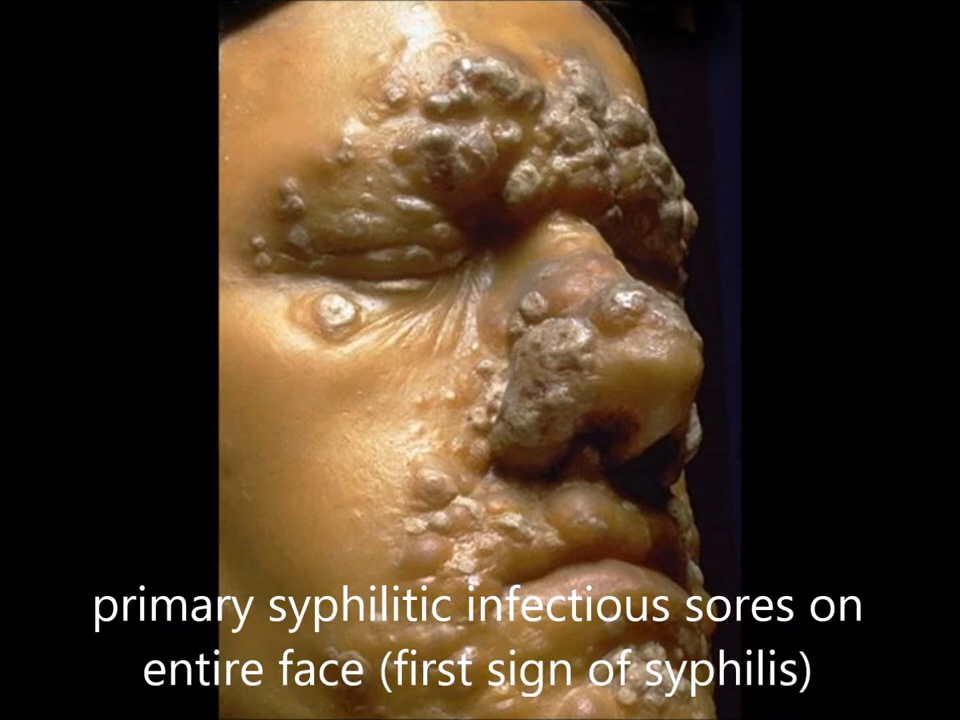 primary syphilitic infectious sores on
entire face (first sign of syphilis)